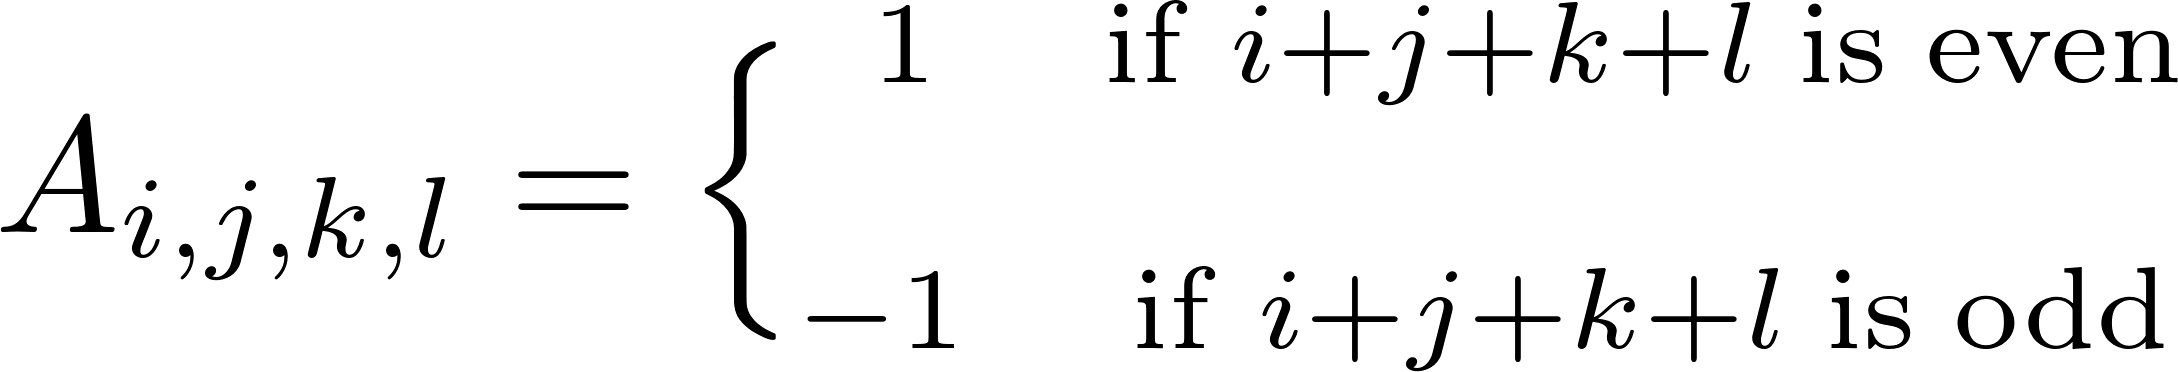 1 if i+j+k+l is even
A_{i,j,k,l} = {
−1 if i+j+k+l is odd